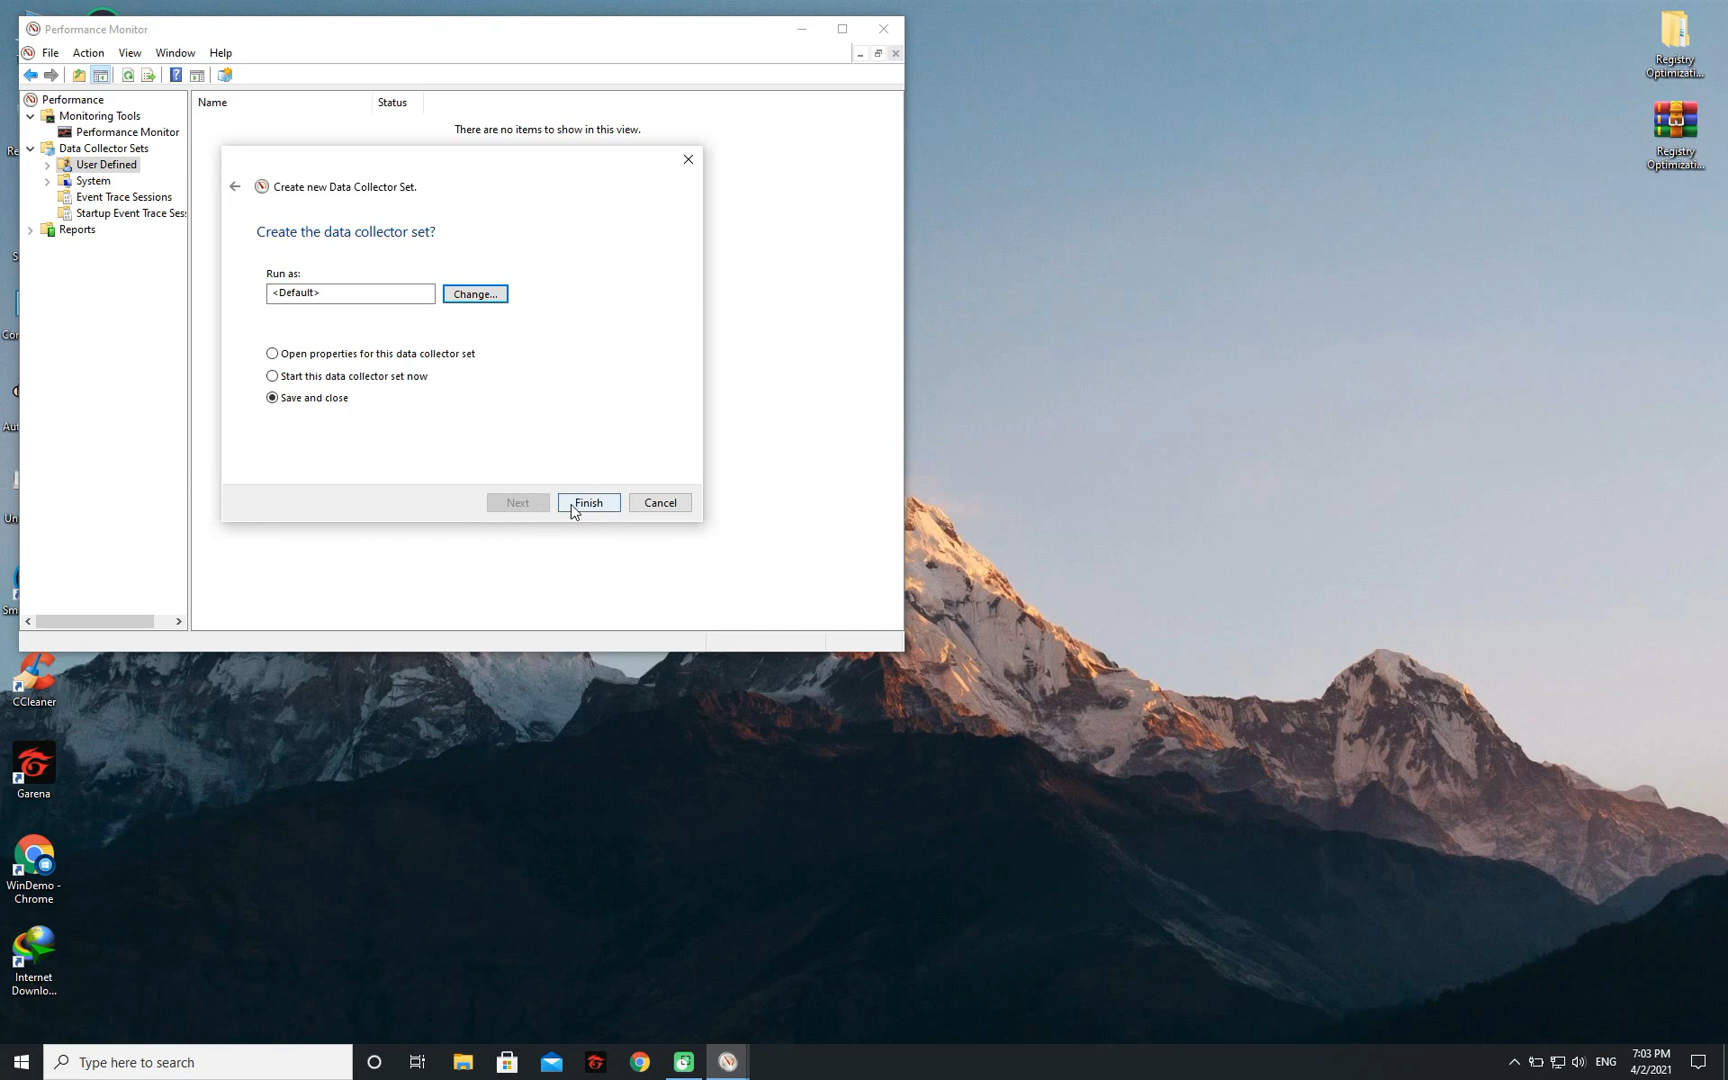 Performance Monitor
File Action View Window Help
Performance
Monitoring Tools
Performance Monitor
Data Collector Sets
User Defined
System
Event Trace Sessions
Startup Event Trace Ses
Reports
Name Status
There are no items to show in this view.
Create new Data Collector Set.
Create the data collector set?
Run as:
<Default> Change...
Open properties for this data collector set
Start this data collector set now
Save and close
Next Finish Cancel
Registry
Optimizati...
Registry
Optimizati...
CCleaner
Garena
WinDemo -
Chrome
Internet
Downlo...
Type here to search
ENG
7:03 PM
4/2/2021